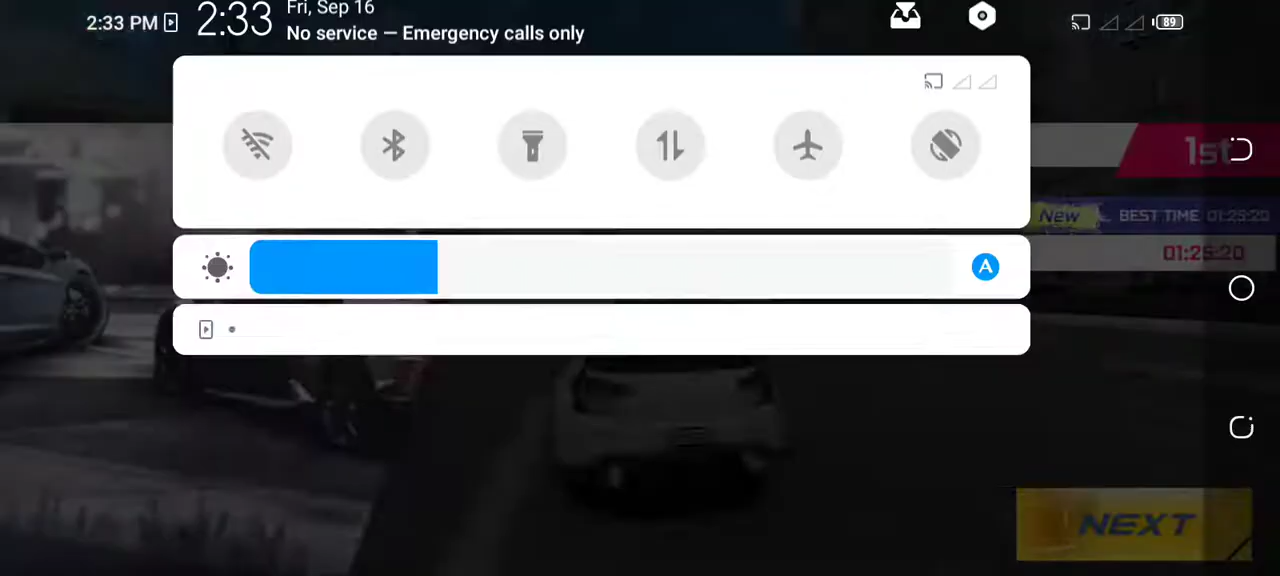 2:33 PM
2:33
Fri, Sep 16
No service — Emergency calls only
89
A
1st
New
BEST TIME 01:25:20
01:25:20
NEXT